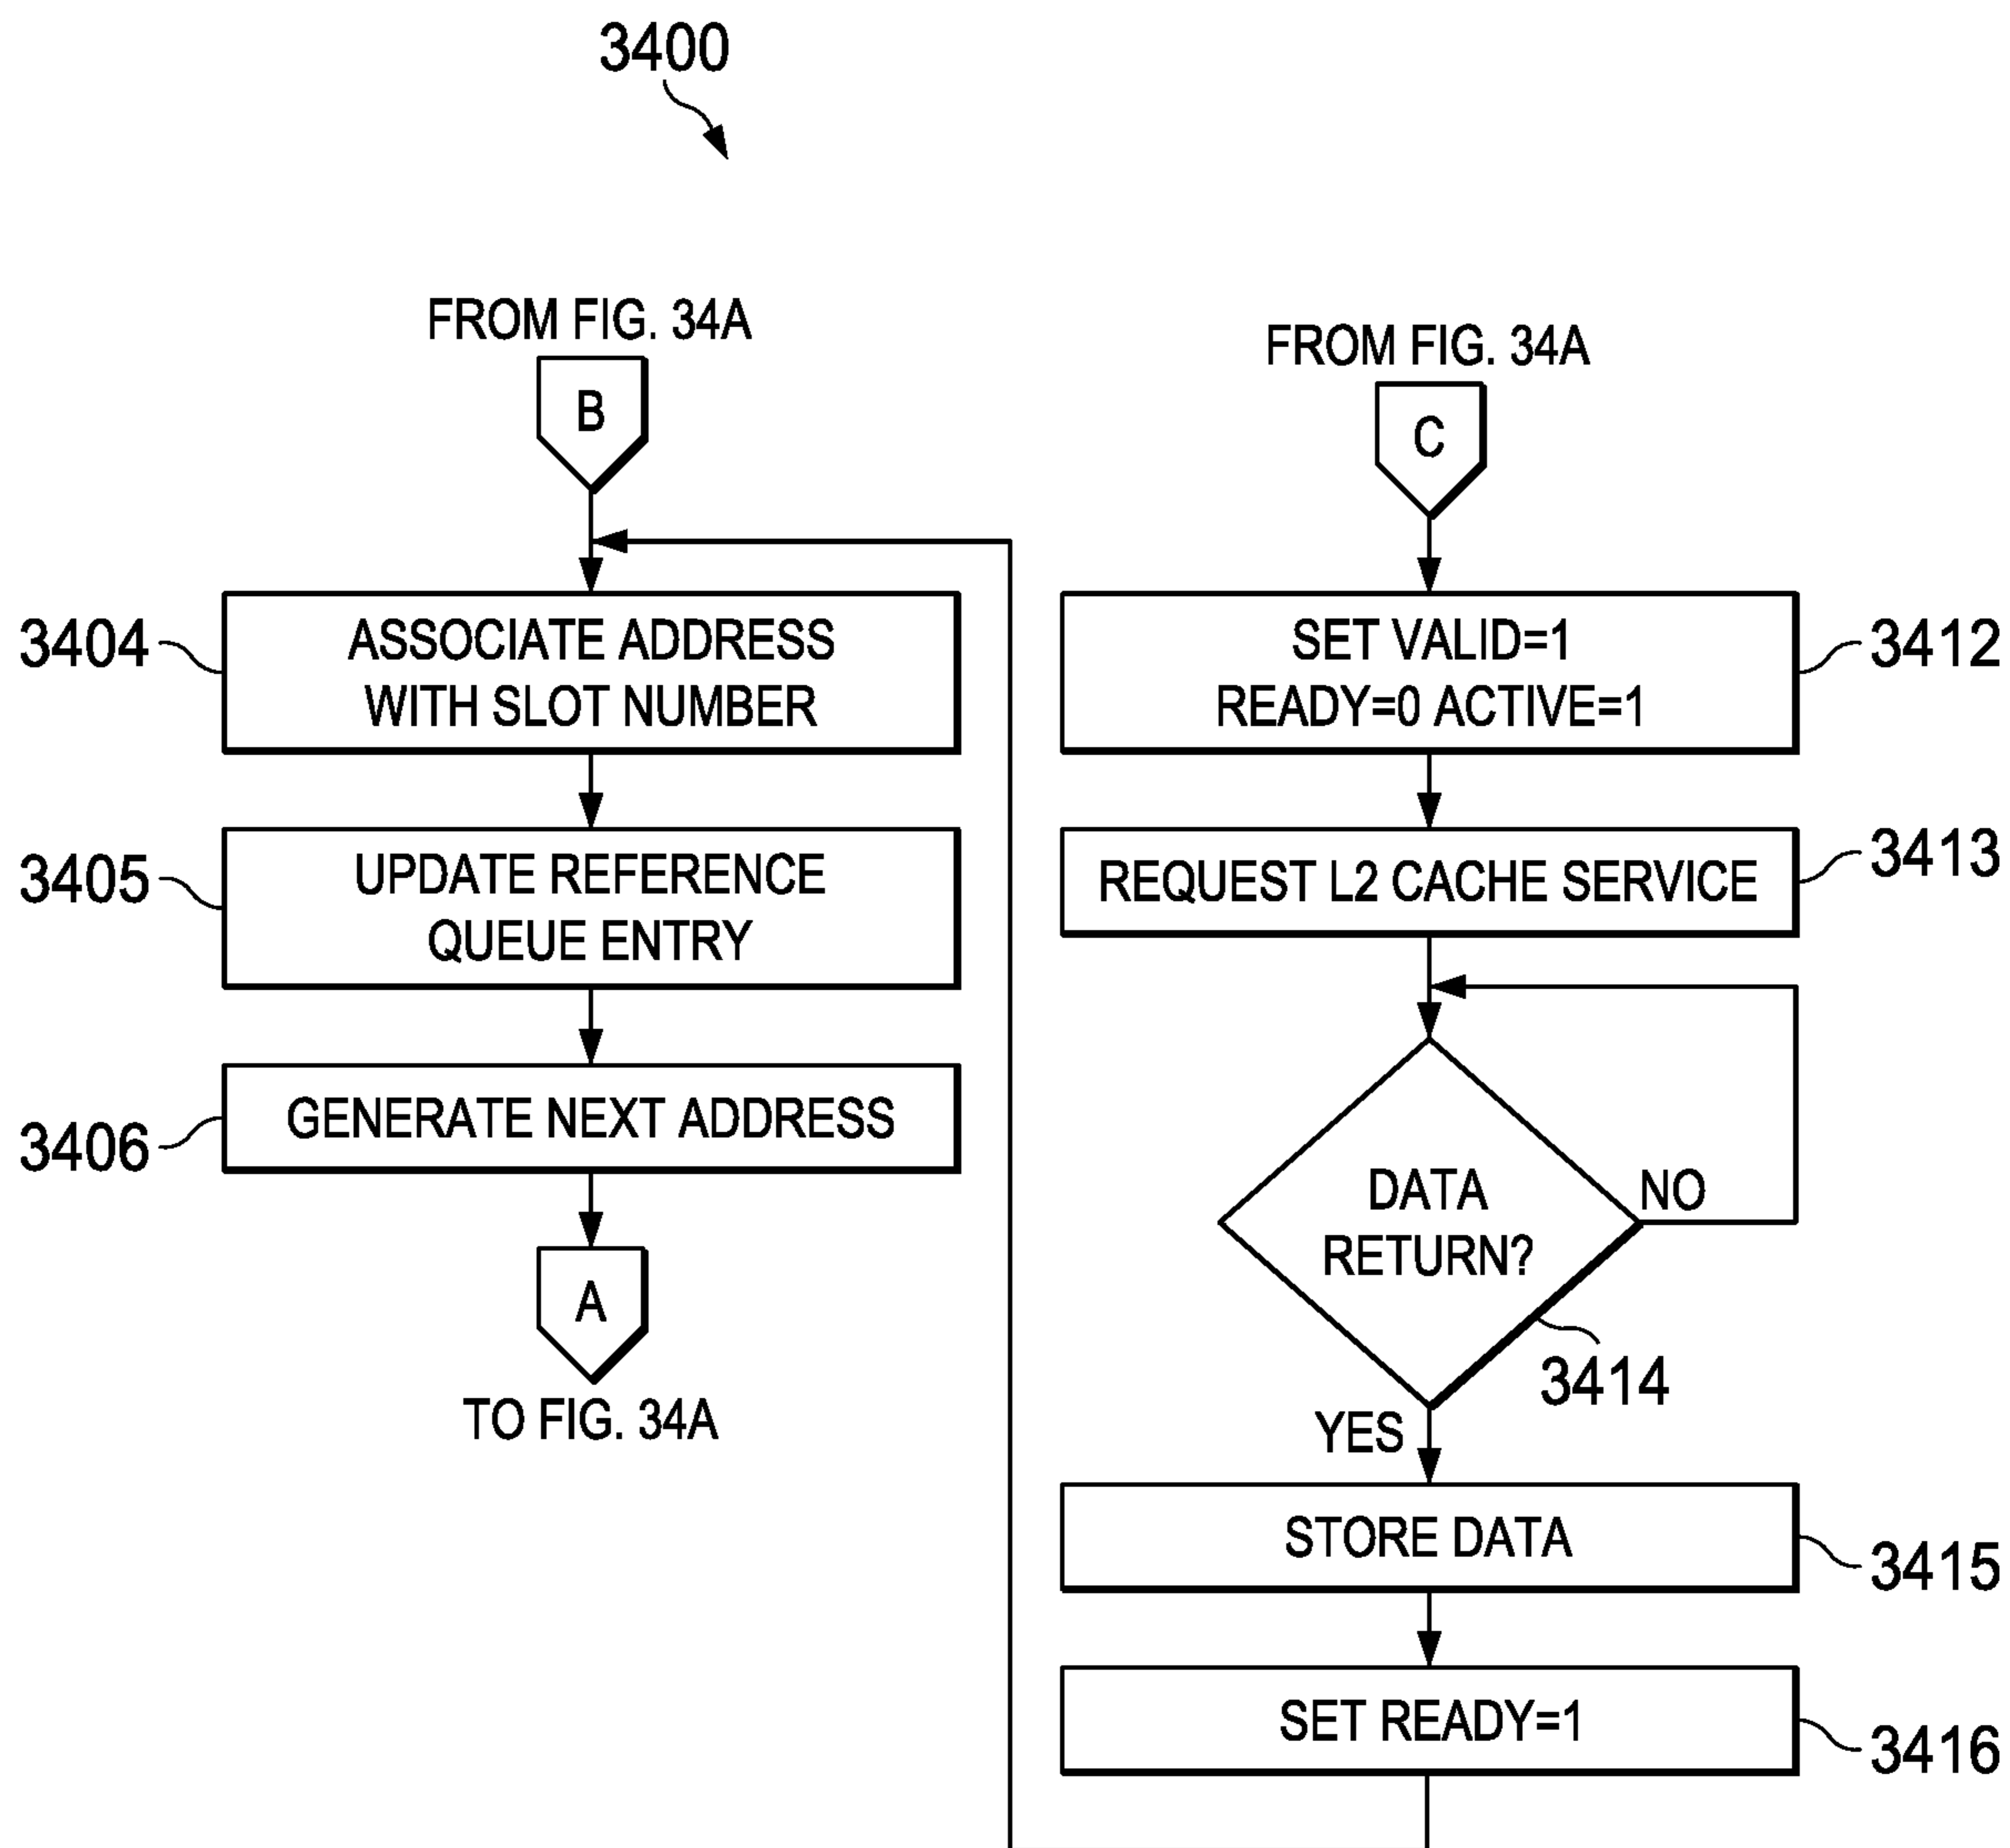 3400
FROM FIG. 34A
B
3404
ASSOCIATE ADDRESS
WITH SLOT NUMBER
3405
UPDATE REFERENCE
QUEUE ENTRY
3406
GENERATE NEXT ADDRESS
A
TO FIG. 34A
FROM FIG. 34A
C
SET VALID=1
READY=0 ACTIVE=1
3412
REQUEST L2 CACHE SERVICE
3413
DATA
RETURN?
NO
3414
YES
STORE DATA
3415
SET READY=1
3416